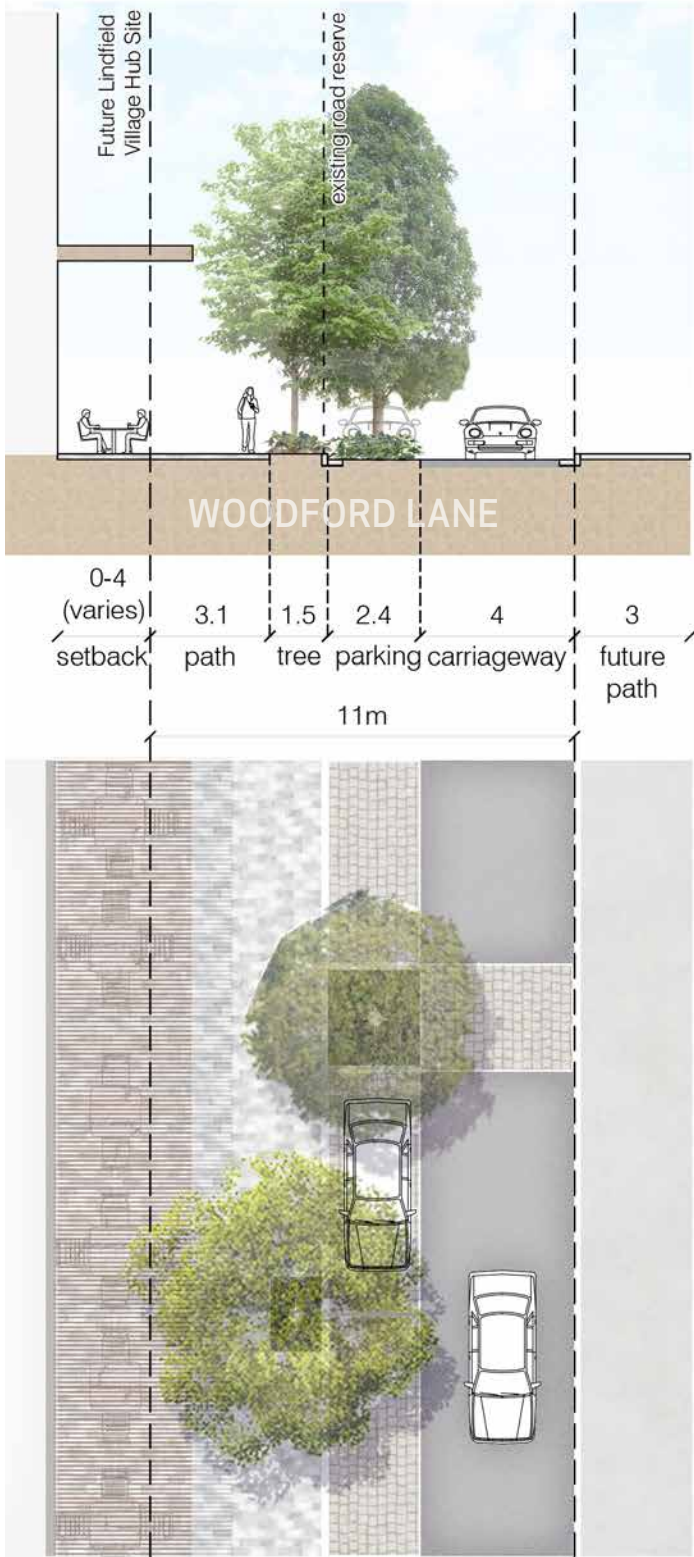 Future Lindfield
Village Hub Site
existing road reserve
WOODFORD LANE
0-4
(varies) 3.1 1.5 2.4 4 3
setback path tree parking carriageway future
path
11m